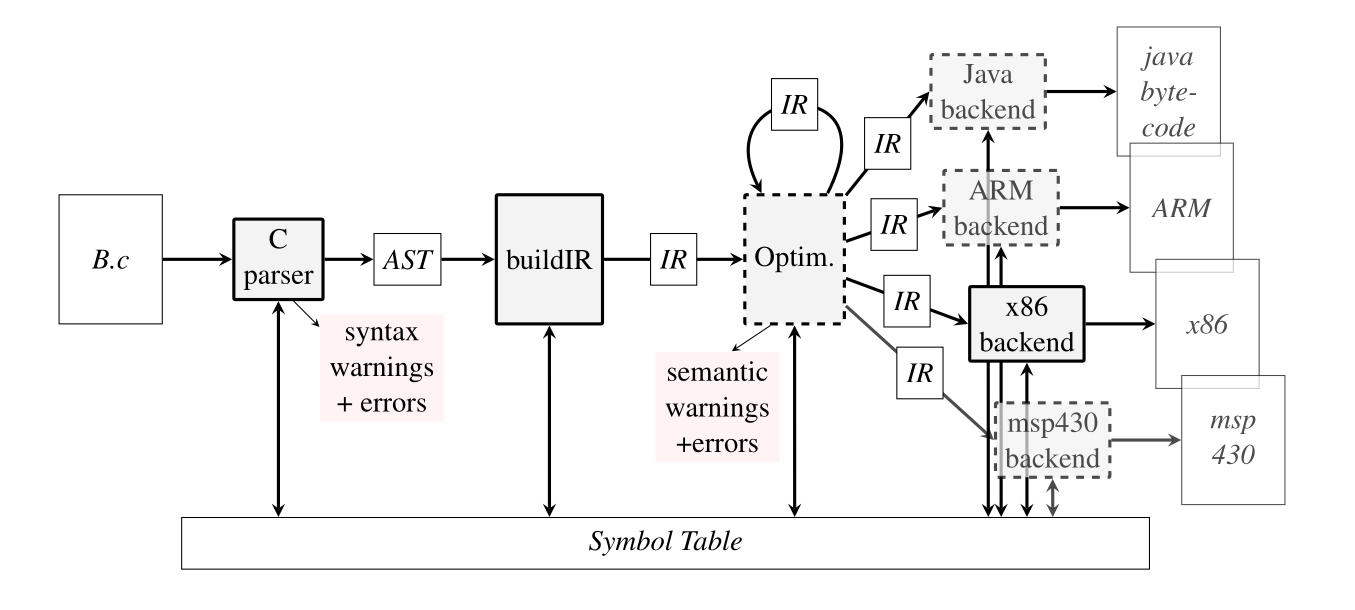 B.c
C
parser
AST
syntax
warnings
+ errors
buildIR
IR
IR
Optim.
semantic
warnings
+errors
IR
Java
backend
java
byte-
code
IR
ARM
backend
ARM
IR
x86
backend
x86
IR
msp430
backend
msp
430
Symbol Table